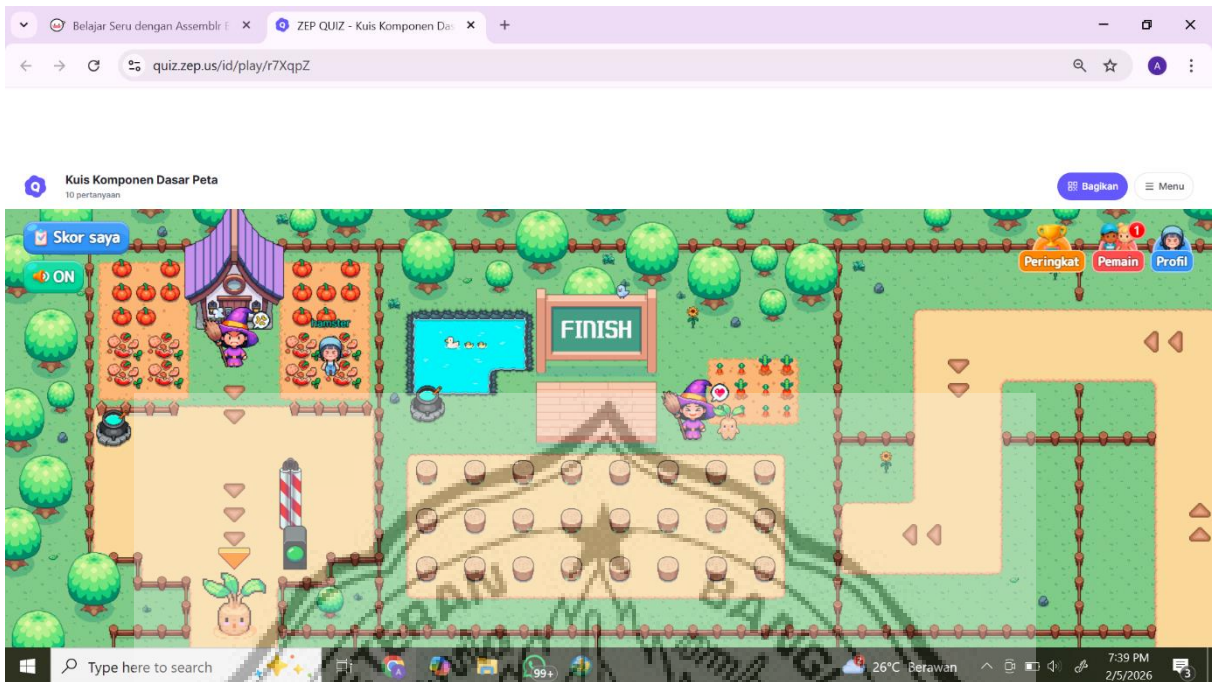 Belajar Seru dengan Assemblr E
ZEP QUIZ - Kuis Komponen Das
quiz.zep.us/id/play/r7XqpZ
A
Kuis Komponen Dasar Peta
10 pertanyaan
Bagikan
Menu
Skor saya
ON
Peringkat
1
Pemain
Profil
Hamster
FINISH
BANG
Type here to search
99+
26°C Berawan
7:39 PM
2/5/2026
3